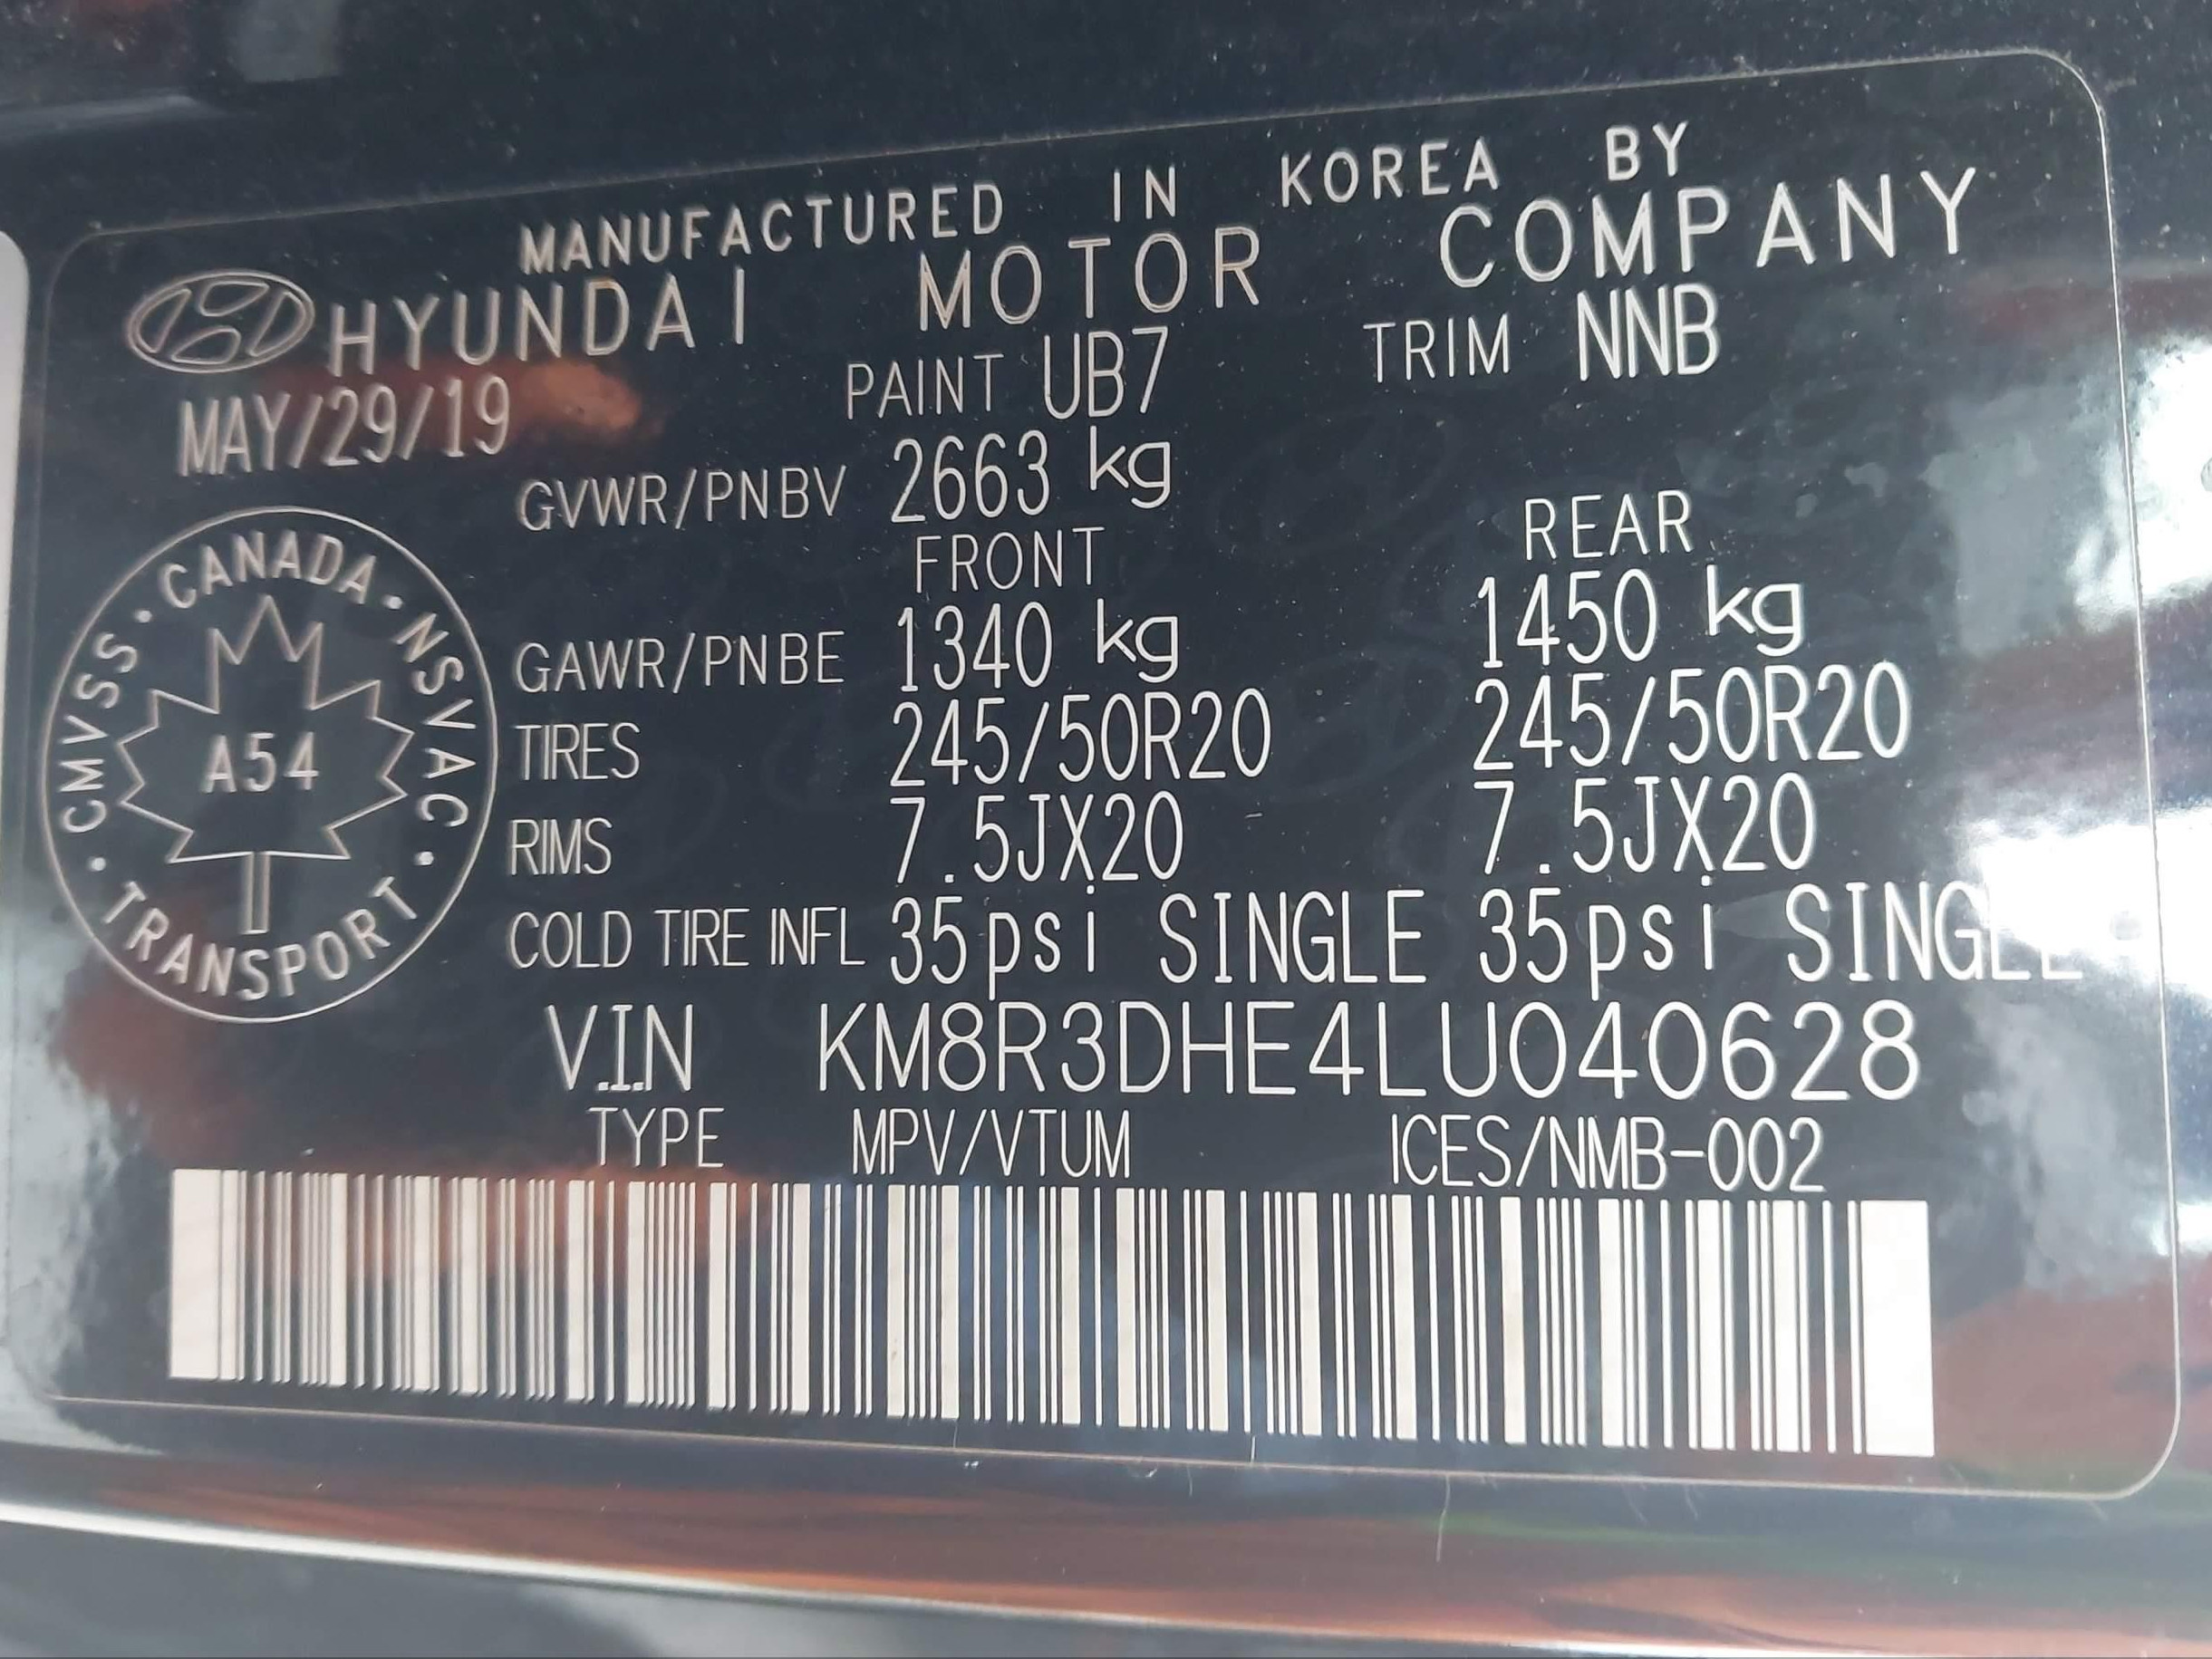 MANUFACTURED IN KOREA BY
HYUNDAI MOTOR COMPANY
MAY/29/19 PAINT UB7 TRIM NNB
GVWR/PNBV 2663 kg
FRONT REAR
GAWR/PNBE 1340 kg 1450 kg
TIRES 245/50R20 245/50R20
RIMS 7.5JX20 7.5JX20
COLD TIRE INFL 35psi SINGLE 35psi SINGLE
V.I.N KM8R3DHE4LU040628
TYPE MPV/VTUM ICES/NMB-002
CMVSS · CANADA · NSVAC
· TRANSPORT ·
A54